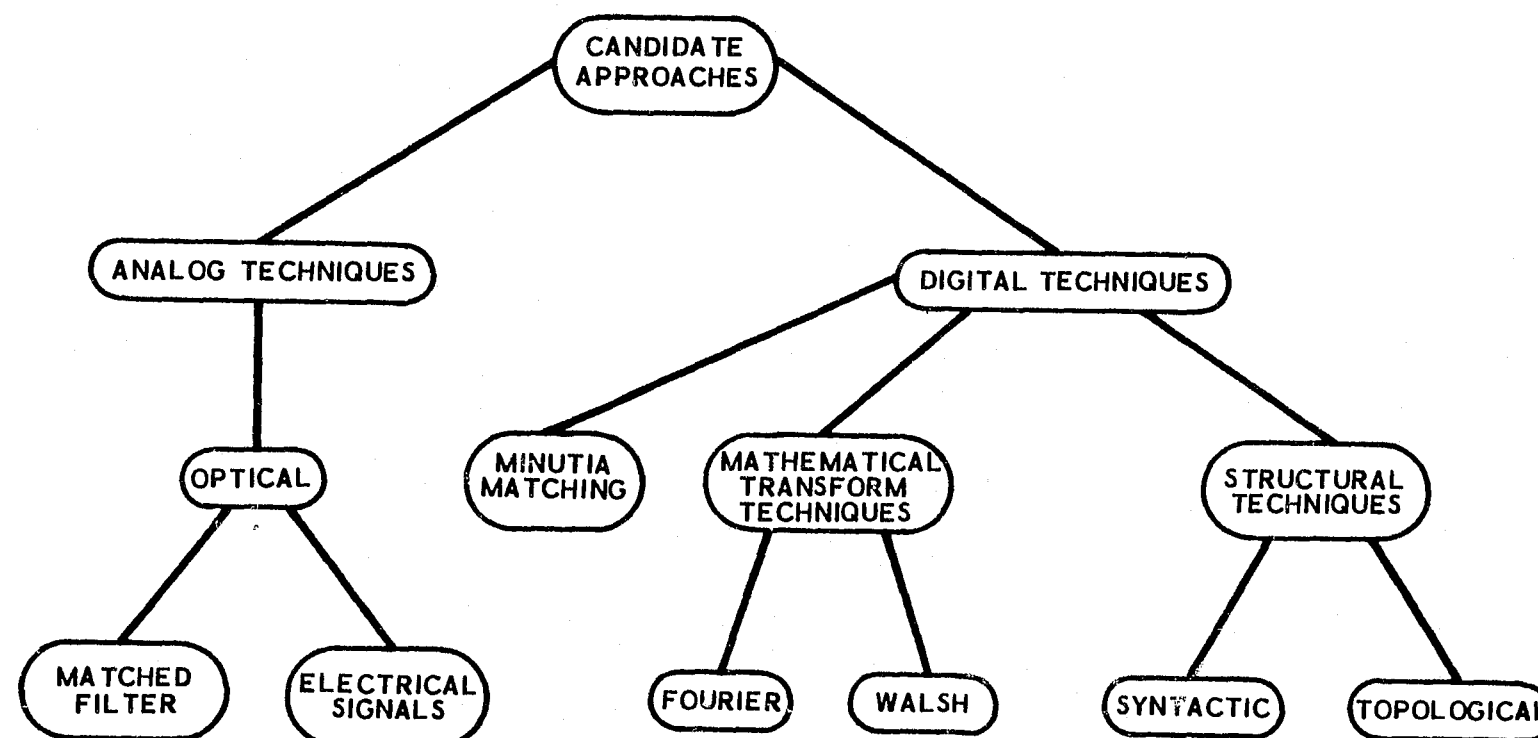 CANDIDATE
APPROACHES
ANALOG TECHNIQUES
DIGITAL TECHNIQUES
OPTICAL
MINUTIA
MATCHING
MATHEMATICAL
TRANSFORM
TECHNIQUES
STRUCTURAL
TECHNIQUES
MATCHED
FILTER
ELECTRICAL
SIGNALS
FOURIER
WALSH
SYNTACTIC
TOPOLOGICAL